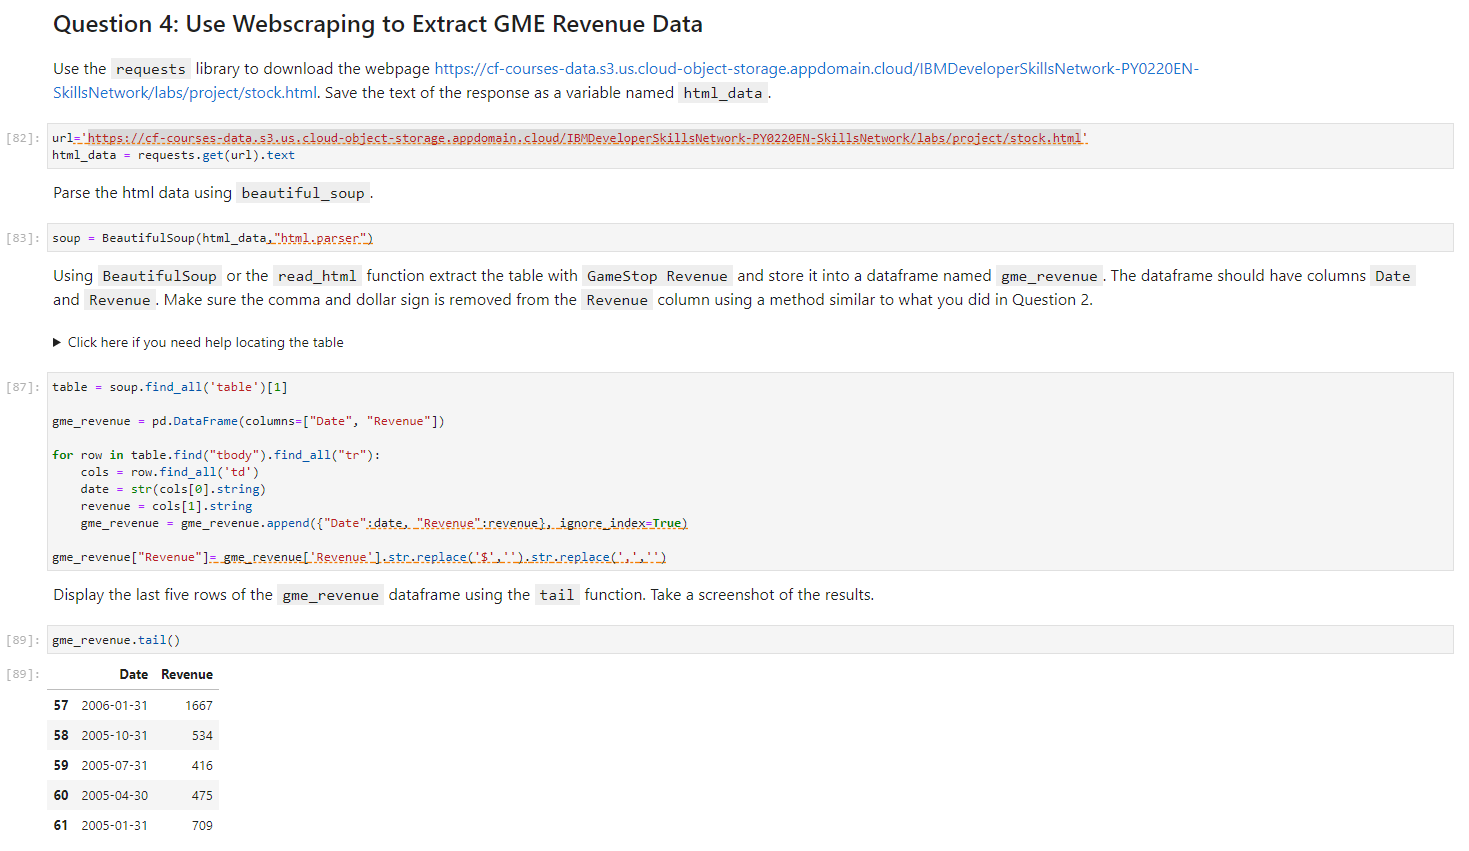 Question 4: Use Webscraping to Extract GME Revenue Data
Use the requests library to download the webpage https://cf-courses-data.s3.us.cloud-object-storage.appdomain.cloud/IBMDeveloperSkillsNetwork-PY0220EN-
SkillsNetwork/labs/project/stock.html. Save the text of the response as a variable named html_data.
[82]: url='https://cf-courses-data.s3.us.cloud-object-storage.appdomain.cloud/IBMDeveloperSkillsNetwork-PY0220EN-SkillsNetwork/labs/project/stock.html'
html_data = requests.get(url).text
Parse the html data using beautiful_soup.
[83]: soup = BeautifulSoup(html_data,"html.parser")
Using BeautifulSoup or the read_html function extract the table with GameStop Revenue and store it into a dataframe named gme_revenue. The dataframe should have columns Date
and Revenue. Make sure the comma and dollar sign is removed from the Revenue column using a method similar to what you did in Question 2.
▶ Click here if you need help locating the table
[87]: table = soup.find_all('table')[1]
gme_revenue = pd.DataFrame(columns=["Date", "Revenue"])
for row in table.find("tbody").find_all("tr"):
    cols = row.find_all('td')
    date = str(cols[0].string)
    revenue = cols[1].string
    gme_revenue = gme_revenue.append({"Date":date, "Revenue":revenue}, ignore_index=True)
gme_revenue["Revenue"]= gme_revenue['Revenue'].str.replace('$','').str.replace(',','')
Display the last five rows of the gme_revenue dataframe using the tail function. Take a screenshot of the results.
[89]: gme_revenue.tail()
[89]: Date Revenue
57 2006-01-31 1667
58 2005-10-31 534
59 2005-07-31 416
60 2005-04-30 475
61 2005-01-31 709